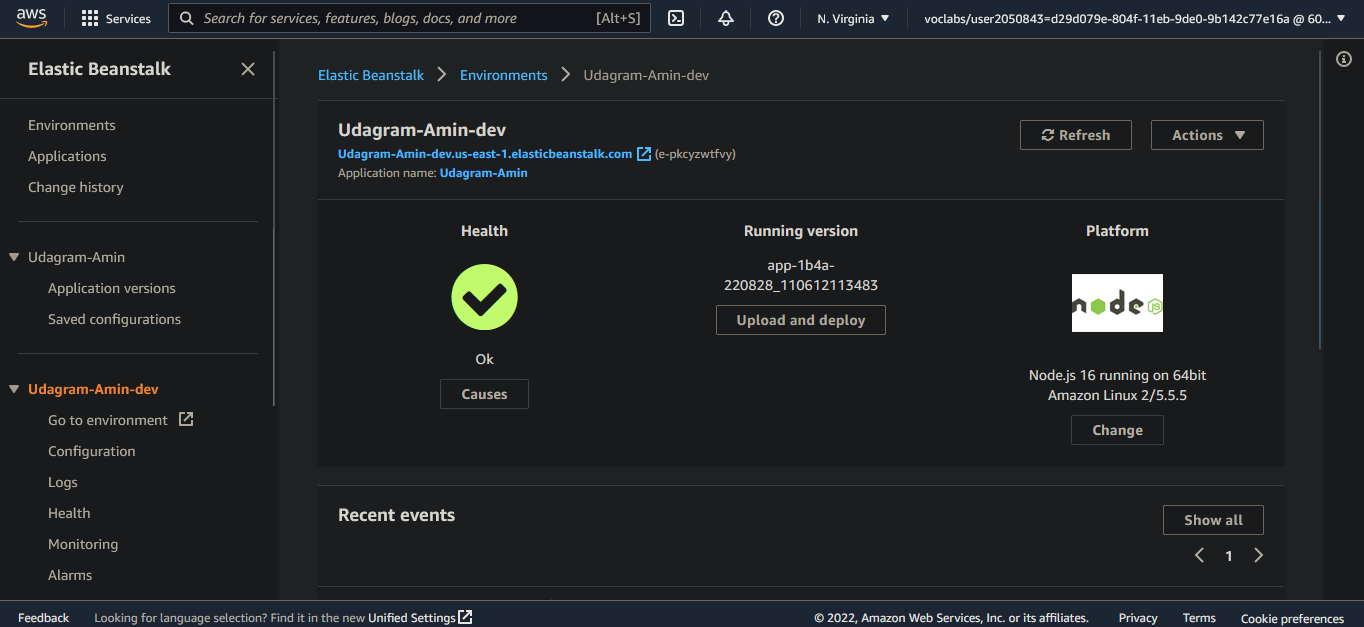 aws
Services
Search for services, features, blogs, docs, and more [Alt+S]
N. Virginia
voclabs/user2050843=d29d079e-804f-11eb-9de0-9b142c77e16a @ 60...
Elastic Beanstalk
Environments
Applications
Change history
Udagram-Amin
Application versions
Saved configurations
Udagram-Amin-dev
Go to environment
Configuration
Logs
Health
Monitoring
Alarms
Elastic Beanstalk > Environments > Udagram-Amin-dev
Udagram-Amin-dev
Udagram-Amin-dev.us-east-1.elasticbeanstalk.com (e-pkcyzwtfvy)
Application name: Udagram-Amin
Refresh
Actions
Health
Ok
Causes
Running version
app-1b4a-
220828_110612113483
Upload and deploy
Platform
node
JS
Node.js 16 running on 64bit
Amazon Linux 2/5.5.5
Change
Recent events
Show all
1
Feedback
Looking for language selection? Find it in the new Unified Settings
© 2022, Amazon Web Services, Inc. or its affiliates.
Privacy
Terms
Cookie preferences